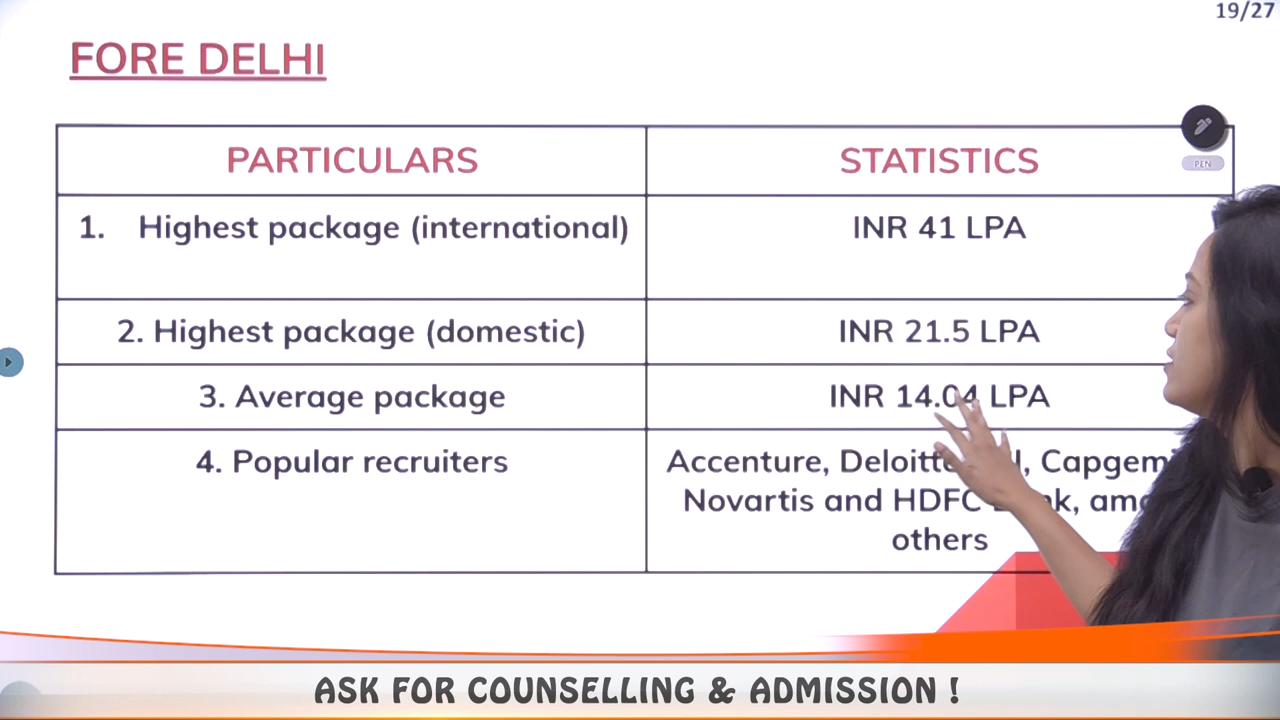 19/27
FORE DELHI
PARTICULARS
STATISTICS
PEN
1. Highest package (international)
INR 41 LPA
2. Highest package (domestic)
INR 21.5 LPA
3. Average package
INR 14.04 LPA
4. Popular recruiters
Accenture,
Novartis and HDFC
others
ASK FOR COUNSELLING & ADMISSION !